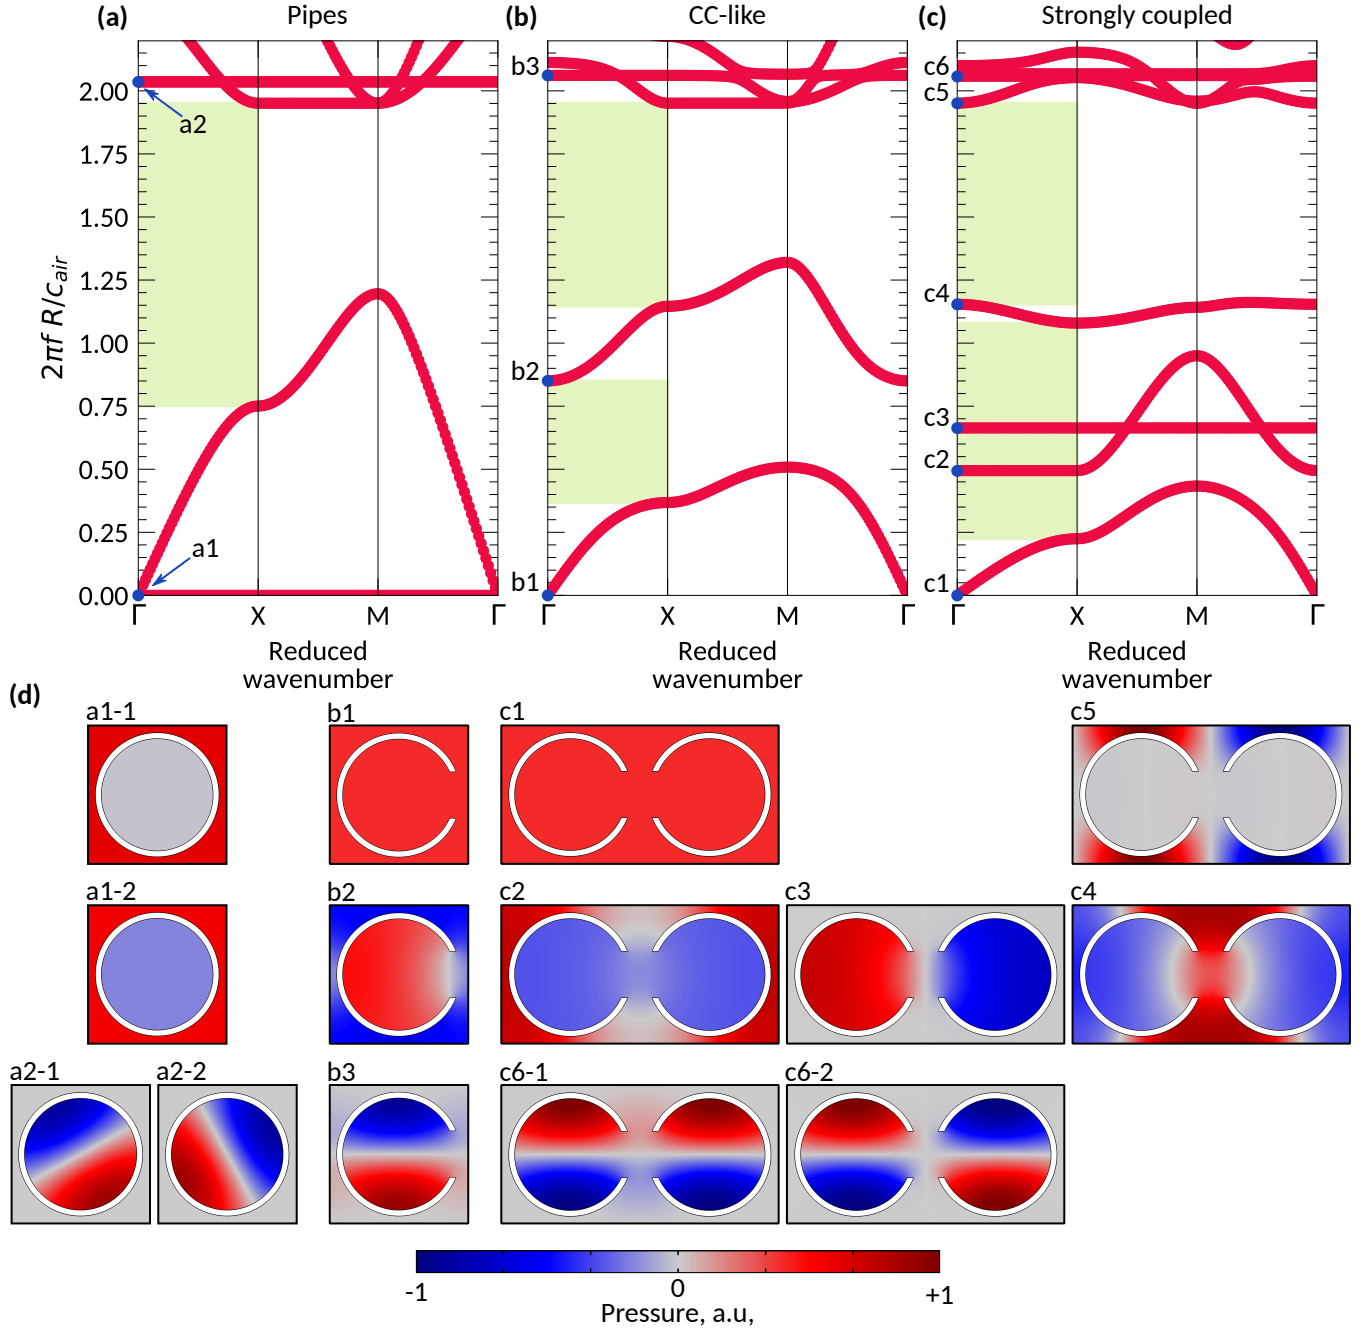 (a) Pipes
(b) CC-like
(c) Strongly coupled
2πf R/c_air
2.00
1.75
1.50
1.25
1.00
0.75
0.50
0.25
0.00
a2
a1
Γ X M Γ
Reduced
wavenumber
b3
b2
b1
Γ X M Γ
Reduced
wavenumber
c6
c5
c4
c3
c2
c1
Γ X M Γ
Reduced
wavenumber
(d)
a1-1
b1
c1
c5
a1-2
b2
c2
c3
c4
a2-1
a2-2
b3
c6-1
c6-2
-1
0
+1
Pressure, a.u,